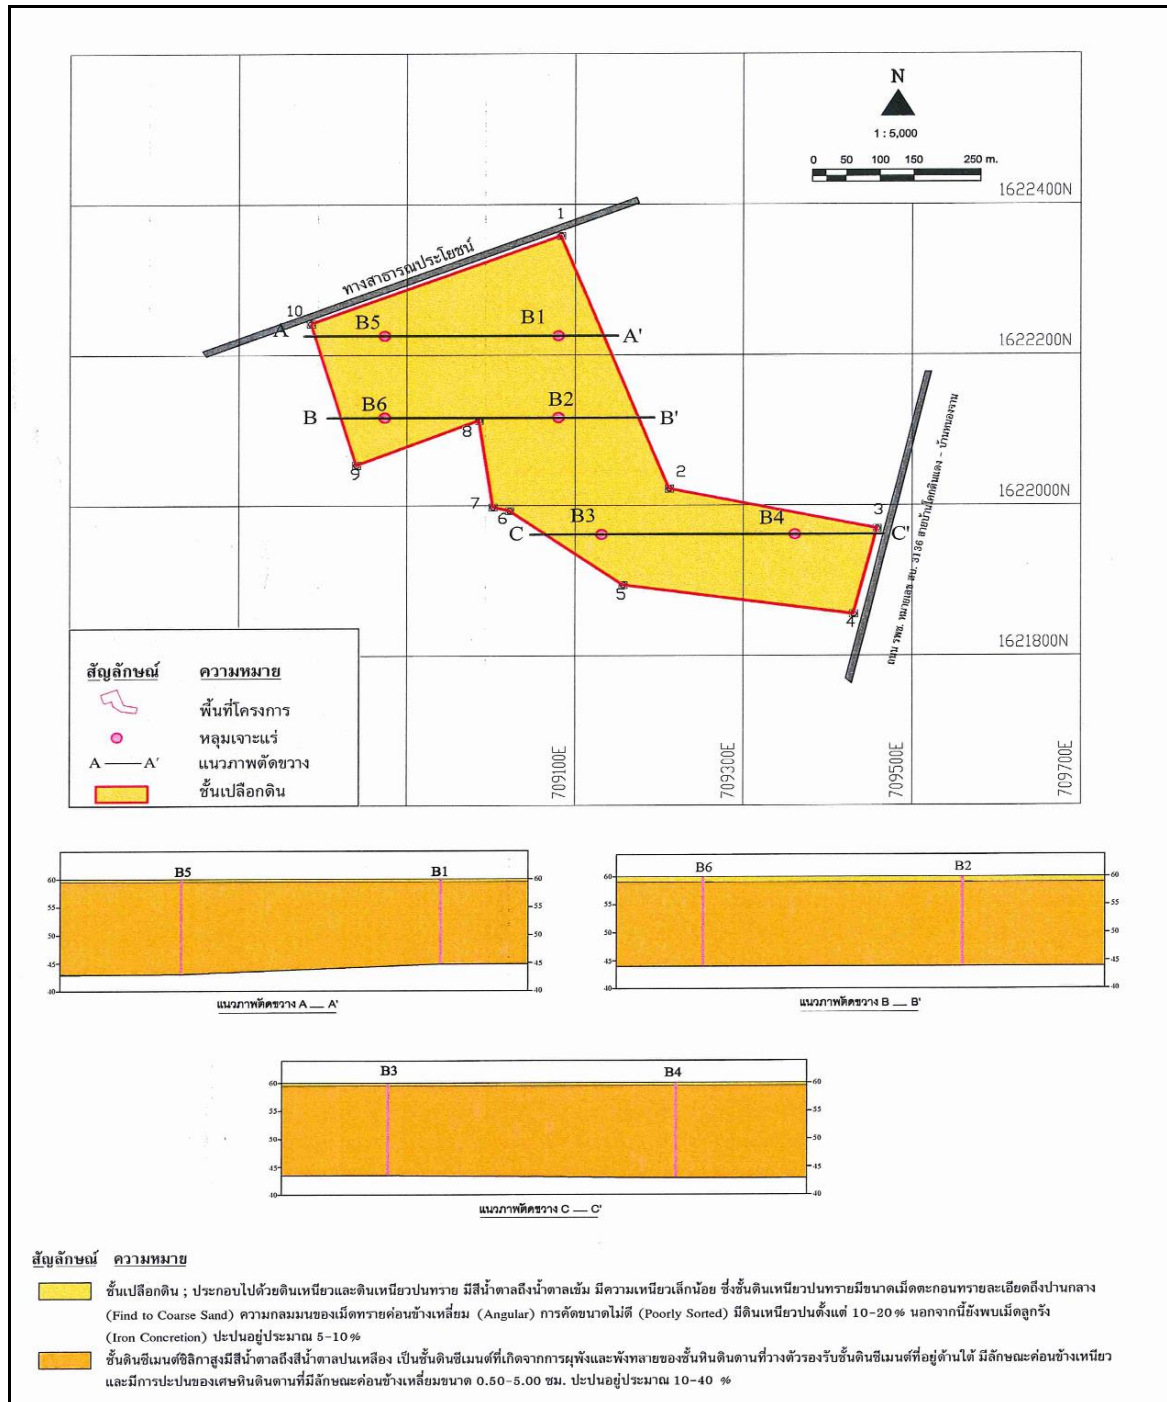 N
1 : 5,000
0 50 100 150 250 m.
1622400N
1
ทางสาธารณประโยชน์
10
A B5 B1 A'
1622200N
B B6 B2 B'
8
9
2
1622000N
7
6
B3 B4 3
C C'
5
4
ถนน รพช. หมายเลข สบ. 3136 สายบ้านโคกดินแดง - บ้านหนองจาน
1621800N
709100E
709300E
709500E
709700E
สัญลักษณ์ ความหมาย
พื้นที่โครงการ
หลุมเจาะแร่
A A' แนวภาพตัดขวาง
ชั้นเปลือกดิน
B5 B1
60 60
55 55
50 50
45 45
40 40
แนวภาพตัดขวาง A — A'
B6 B2
60 60
55 55
50 50
45 45
40 40
แนวภาพตัดขวาง B — B'
B3 B4
60 60
55 55
50 50
45 45
40 40
แนวภาพตัดขวาง C — C'
สัญลักษณ์ ความหมาย
ชั้นเปลือกดิน ; ประกอบไปด้วยดินเหนียวและดินเหนียวปนทราย มีสีน้ำตาลถึงน้ำตาลเข้ม มีความเหนียวเล็กน้อย ซึ่งชั้นดินเหนียวปนทรายมีขนาดเม็ดตะกอนทรายละเอียดถึงปานกลาง
(Find to Coarse Sand) ความกลมมนของเม็ดทรายค่อนข้างเหลี่ยม (Angular) การคัดขนาดไม่ดี (Poorly Sorted) มีดินเหนียวปนตั้งแต่ 10-20 % นอกจากนี้ยังพบเม็ดลูกรัง
(Iron Concretion) ปะปนอยู่ประมาณ 5-10 %
ชั้นดินซีเมนต์ซิลิกาสูงมีสีน้ำตาลถึงสีน้ำตาลปนเหลือง เป็นชั้นดินซีเมนต์ที่เกิดจากการผุพังและพังทลายของชั้นหินดินดานที่วางตัวรองรับชั้นดินซีเมนต์ที่อยู่ด้านใต้ มีลักษณะค่อนข้างเหนียว
และมีการปะปนของเศษหินดินดานที่มีลักษณะค่อนข้างเหลี่ยมขนาด 0.50-5.00 ซม. ปะปนอยู่ประมาณ 10-40 %